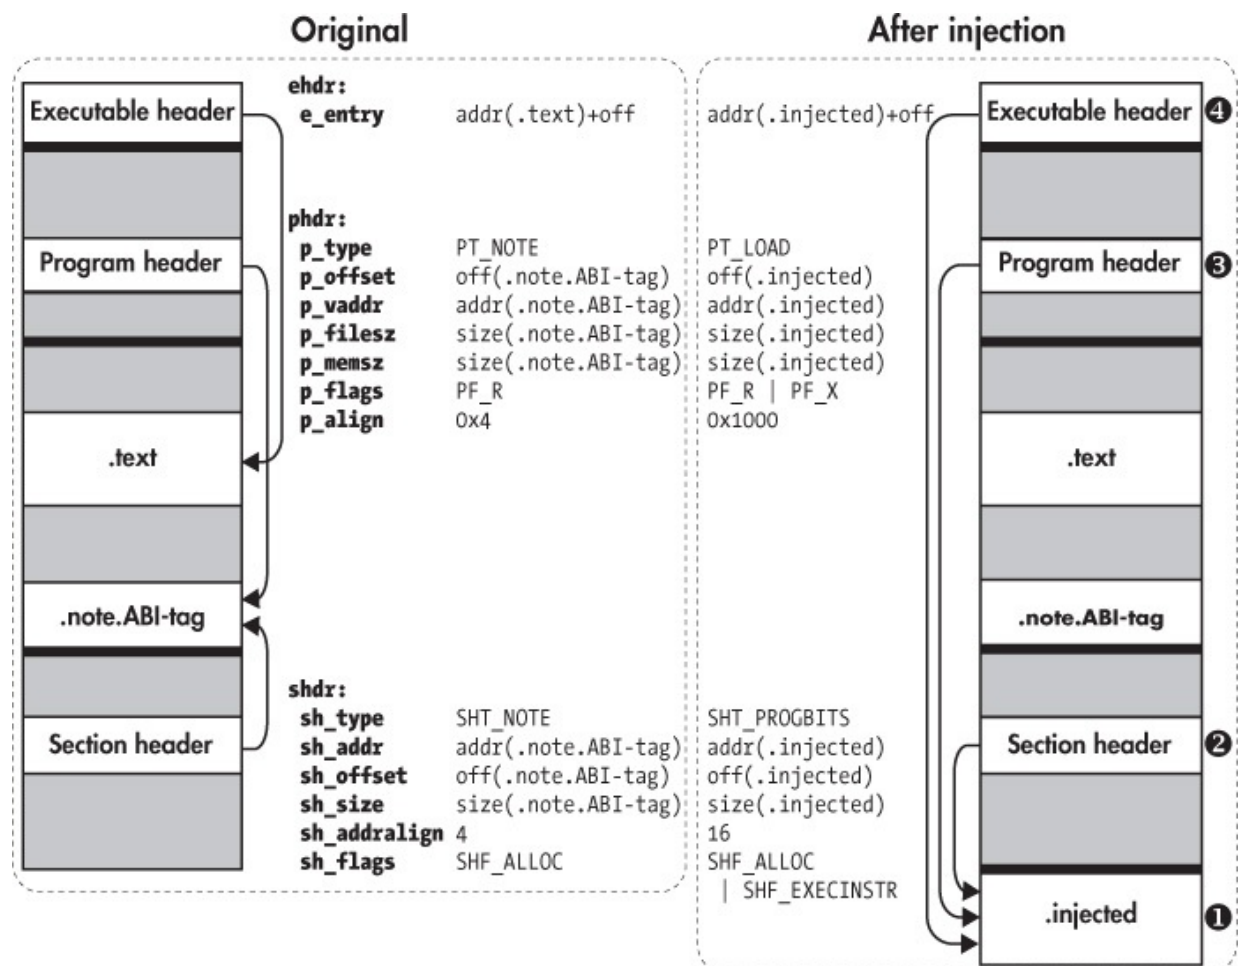 Original After injection
ehdr:
Executable header e_entry addr(.text)+off addr(.injected)+off Executable header ❹
phdr:
p_type PT_NOTE PT_LOAD
Program header p_offset off(.note.ABI-tag) off(.injected) Program header ❸
p_vaddr addr(.note.ABI-tag) addr(.injected)
p_filesz size(.note.ABI-tag) size(.injected)
p_memsz size(.note.ABI-tag) size(.injected)
p_flags PF_R PF_R | PF_X
p_align 0x4 0x1000
.text .text
.note.ABI-tag .note.ABI-tag
shdr:
sh_type SHT_NOTE SHT_PROGBITS
Section header sh_addr addr(.note.ABI-tag) addr(.injected) Section header ❷
sh_offset off(.note.ABI-tag) off(.injected)
sh_size size(.note.ABI-tag) size(.injected)
sh_addralign 4 16
sh_flags SHF_ALLOC SHF_ALLOC
| SHF_EXECINSTR
.injected ❶